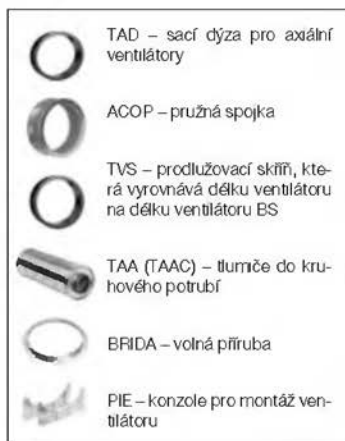 TAD – sací dýza pro axiální
ventilátory
ACOP – pružná spojka
TVS – prodlužovací skříň, kte-
rá vyrovnává délku ventilátoru
na délku ventilátoru BS
TAA (TAAC) – tlumiče do kru-
hového potrubí
BRIDA – volná příruba
PIE – konzole pro montáž ven-
tilátoru